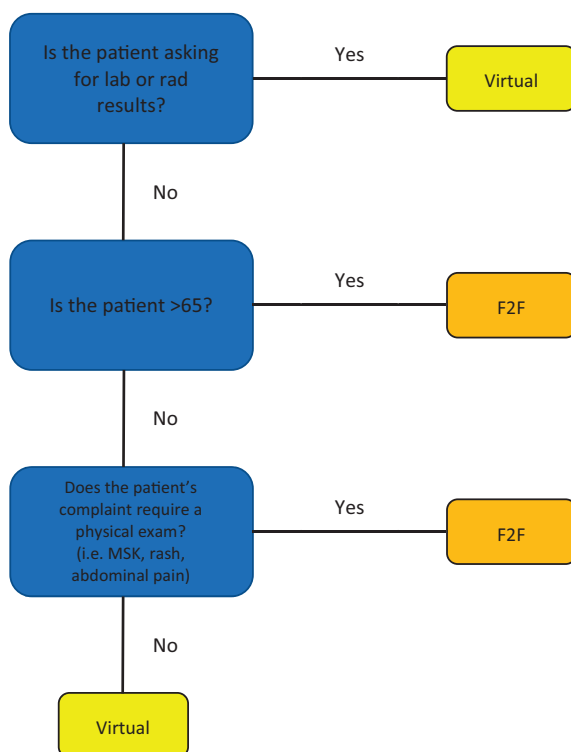 Is the patient asking
for lab or rad
results?
Yes
Virtual
No
Is the patient >65?
Yes
F2F
No
Does the patient's
complaint require a
physical exam?
(i.e. MSK, rash,
abdominal pain)
Yes
F2F
No
Virtual